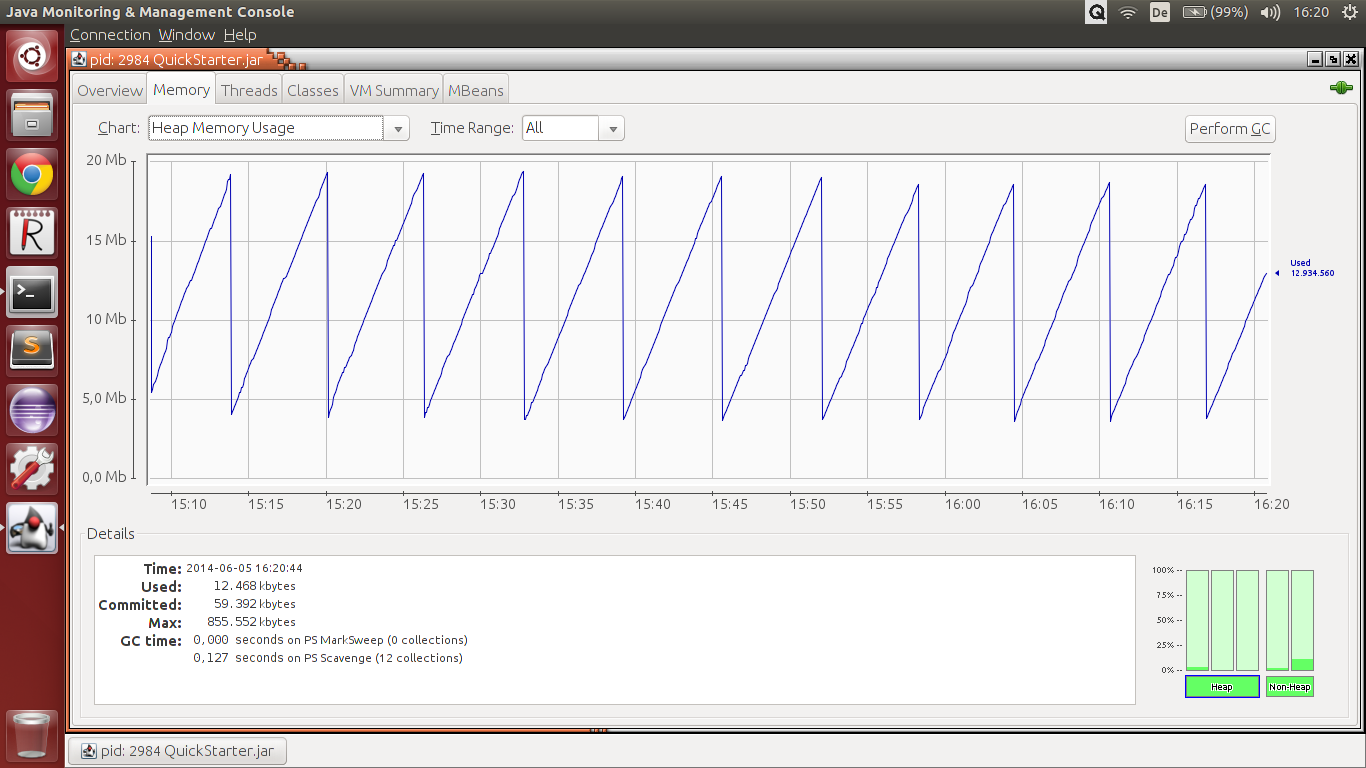 Java Monitoring & Management Console De (99%) 16:20
Connection Window Help
pid: 2984 QuickStarter.jar
Overview Memory Threads Classes VM Summary MBeans
Chart: Heap Memory Usage Time Range: All Perform GC
20 Mb
15 Mb
10 Mb
5,0 Mb
0,0 Mb
Used
12.934.560
15:10 15:15 15:20 15:25 15:30 15:35 15:40 15:45 15:50 15:55 16:00 16:05 16:10 16:15 16:20
Details
Time: 2014-06-05 16:20:44
Used: 12.468 kbytes
Committed: 59.392 kbytes
Max: 855.552 kbytes
GC time: 0,000 seconds on PS MarkSweep (0 collections)
0,127 seconds on PS Scavenge (12 collections)
100% --
75% --
50% --
25% --
0% --
Heap Non-Heap
pid: 2984 QuickStarter.jar